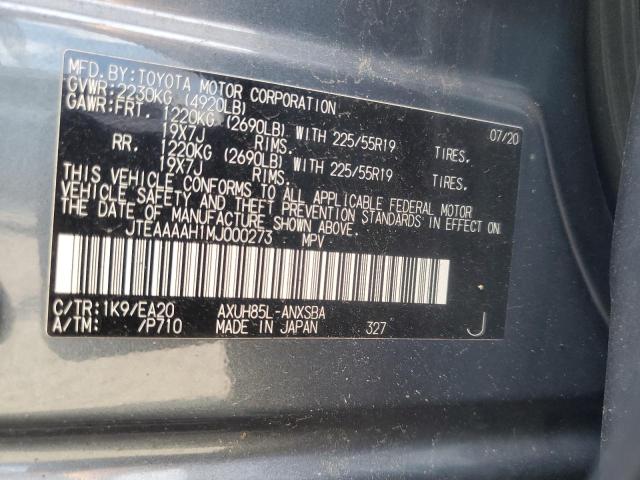 MFD. BY: TOYOTA MOTOR CORPORATION 07/20
GVWR: 2230KG (4920LB)
GAWR: FRT. 1220KG (2690LB) WITH 225/55R19 TIRES.
19X7J RIMS.
RR. 1220KG (2690LB) WITH 225/55R19 TIRES.
19X7J RIMS.
THIS VEHICLE CONFORMS TO ALL APPLICABLE FEDERAL MOTOR
VEHICLE SAFETY AND THEFT PREVENTION STANDARDS IN EFFECT ON
THE DATE OF MANUFACTURE SHOWN ABOVE.
JTEAAAAH1MJ000273 MPV
C/TR: 1K9/EA20 AXUH85L-ANXSBA
A/TM: /P710 MADE IN JAPAN 327 J